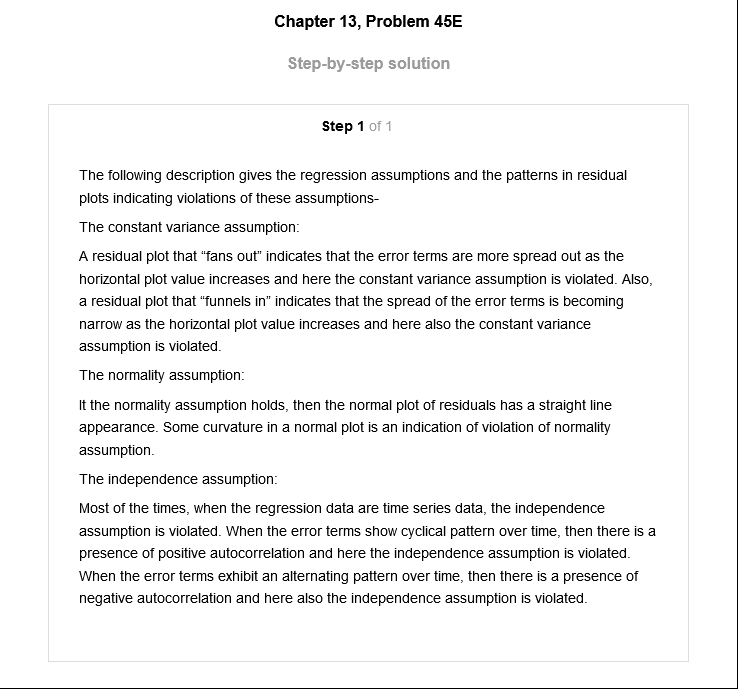 Chapter 13, Problem 45E
Step-by-step solution
Step 1 of 1
The following description gives the regression assumptions and the patterns in residual
plots indicating violations of these assumptions-
The constant variance assumption:
A residual plot that “fans out” indicates that the error terms are more spread out as the
horizontal plot value increases and here the constant variance assumption is violated. Also,
a residual plot that “funnels in” indicates that the spread of the error terms is becoming
narrow as the horizontal plot value increases and here also the constant variance
assumption is violated.
The normality assumption:
It the normality assumption holds, then the normal plot of residuals has a straight line
appearance. Some curvature in a normal plot is an indication of violation of normality
assumption.
The independence assumption:
Most of the times, when the regression data are time series data, the independence
assumption is violated. When the error terms show cyclical pattern over time, then there is a
presence of positive autocorrelation and here the independence assumption is violated.
When the error terms exhibit an alternating pattern over time, then there is a presence of
negative autocorrelation and here also the independence assumption is violated.